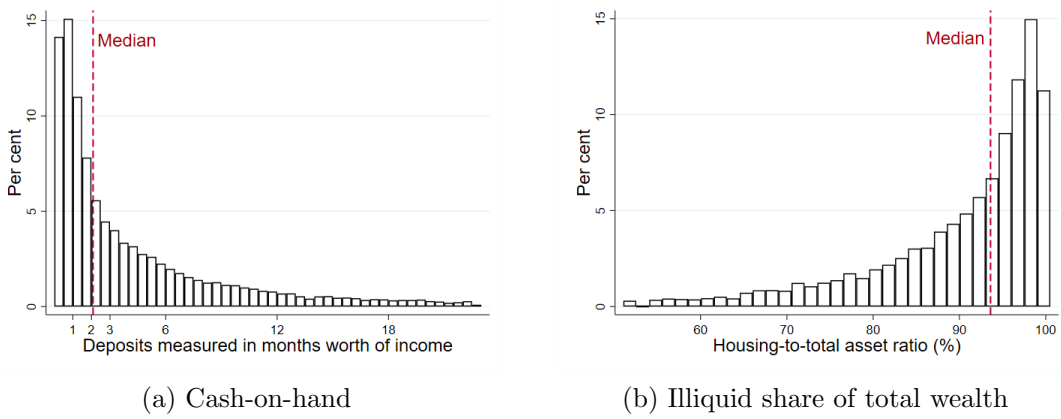 15
10
5
0
Per cent
Median
1 2 3 6 12 18
Deposits measured in months worth of income
(a) Cash-on-hand
15
10
5
0
Per cent
Median
60 70 80 90 100
Housing-to-total asset ratio (%)
(b) Illiquid share of total wealth